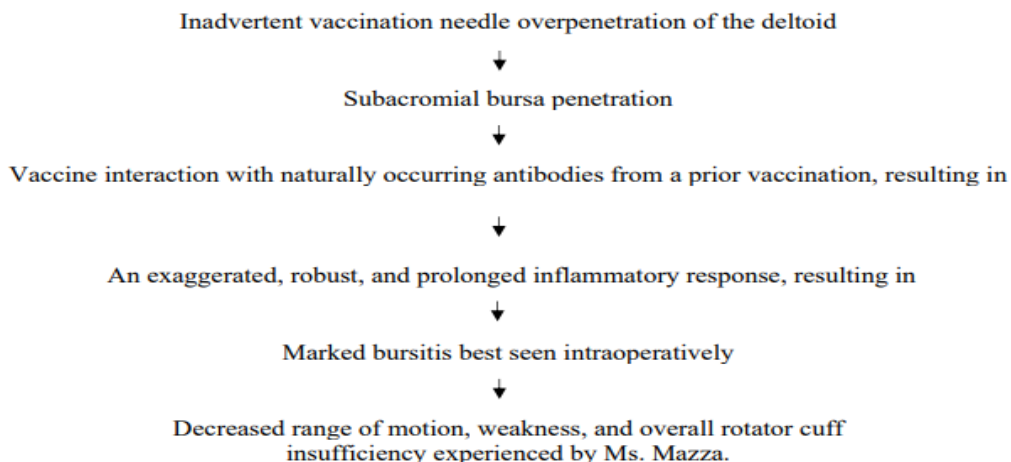 Inadvertent vaccination needle overpenetration of the deltoid
Subacromial bursa penetration
Vaccine interaction with naturally occurring antibodies from a prior vaccination, resulting in
An exaggerated, robust, and prolonged inflammatory response, resulting in
Marked bursitis best seen intraoperatively
Decreased range of motion, weakness, and overall rotator cuff
insufficiency experienced by Ms. Mazza.